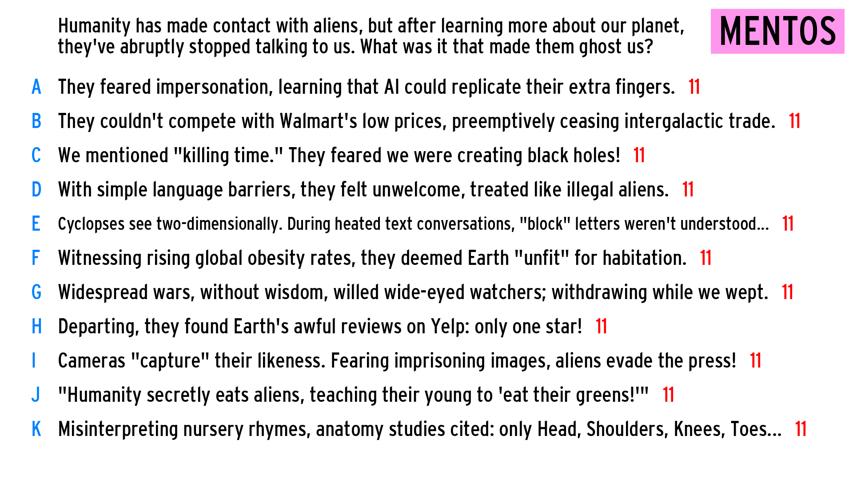 Humanity has made contact with aliens, but after learning more about our planet,
they've abruptly stopped talking to us. What was it that made them ghost us?
MENTOS
A They feared impersonation, learning that AI could replicate their extra fingers. 11
B They couldn't compete with Walmart's low prices, preemptively ceasing intergalactic trade. 11
C We mentioned "killing time." They feared we were creating black holes! 11
D With simple language barriers, they felt unwelcome, treated like illegal aliens. 11
E Cyclopses see two-dimensionally. During heated text conversations, "block" letters weren't understood... 11
F Witnessing rising global obesity rates, they deemed Earth "unfit" for habitation. 11
G Widespread wars, without wisdom, willed wide-eyed watchers; withdrawing while we wept. 11
H Departing, they found Earth's awful reviews on Yelp: only one star! 11
I Cameras "capture" their likeness. Fearing imprisoning images, aliens evade the press! 11
J "Humanity secretly eats aliens, teaching their young to 'eat their greens!'" 11
K Misinterpreting nursery rhymes, anatomy studies cited: only Head, Shoulders, Knees, Toes... 11